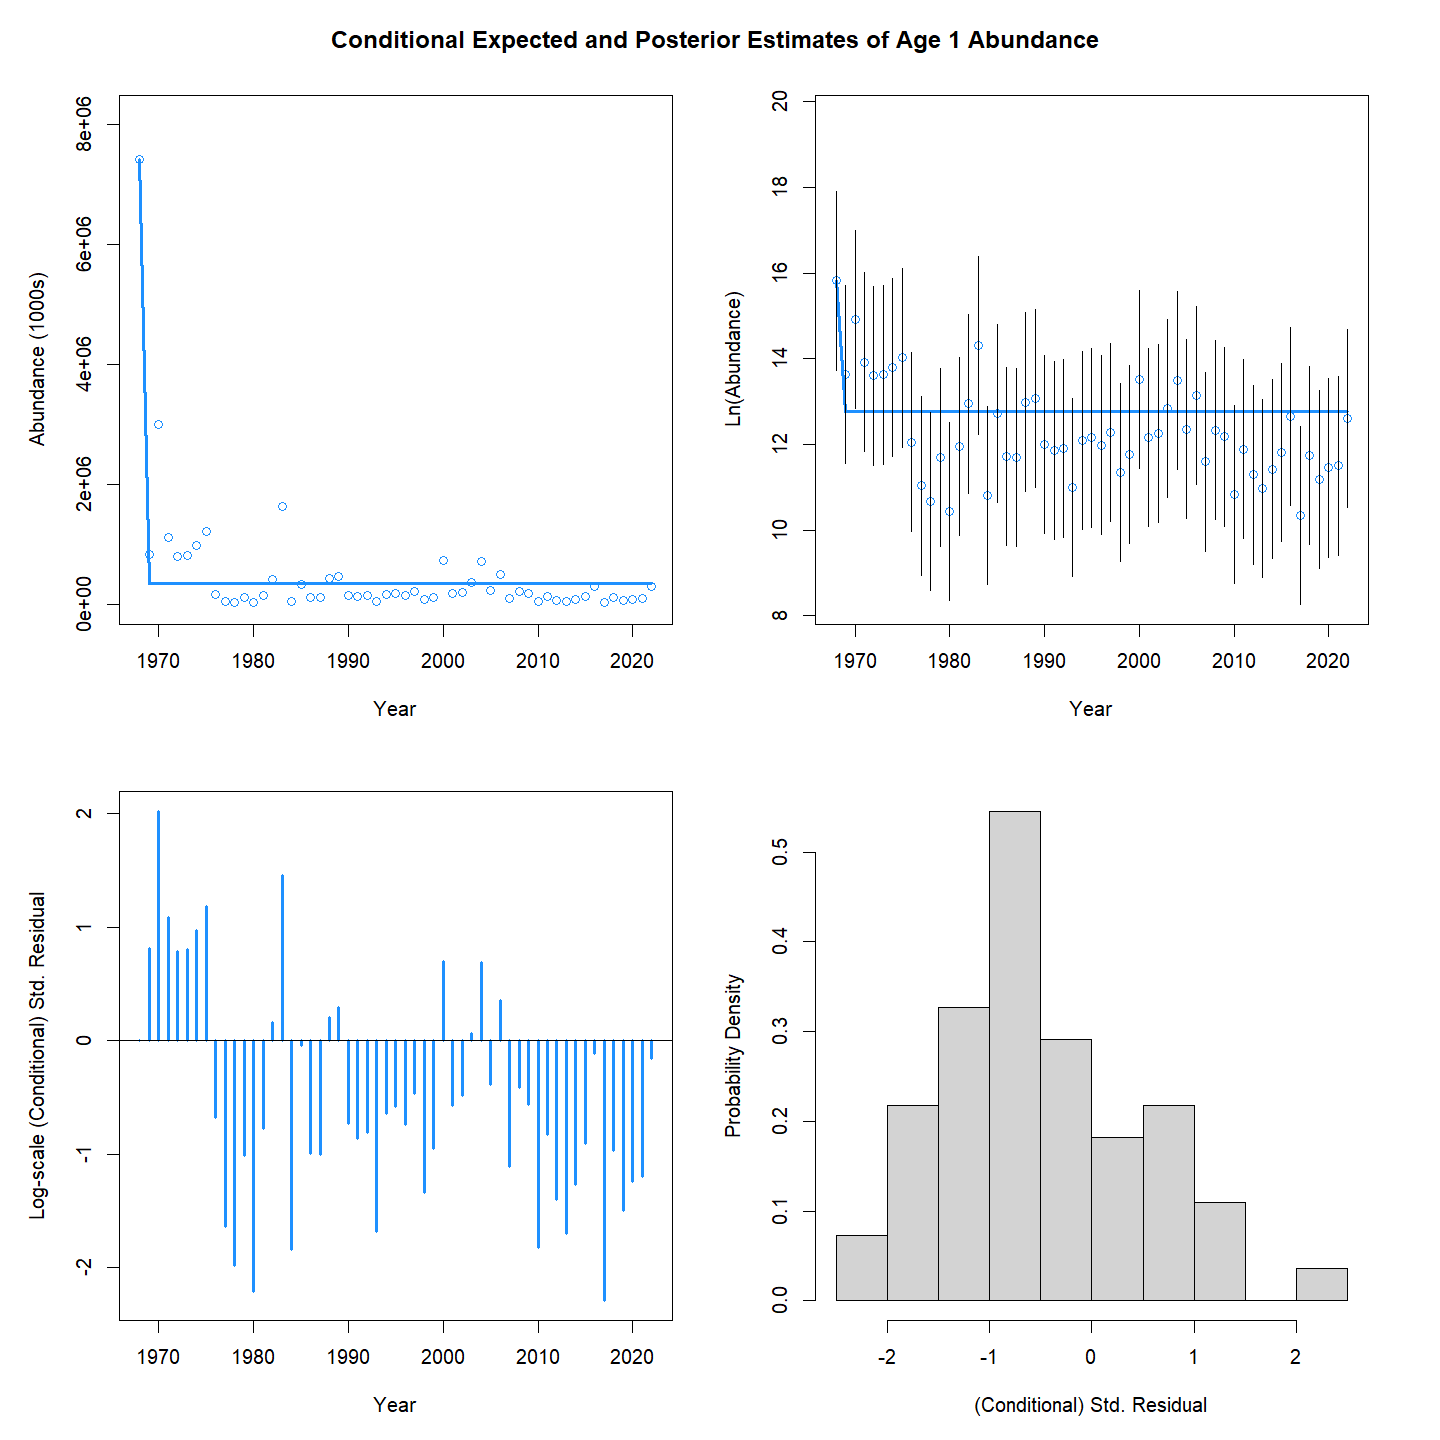 Conditional Expected and Posterior Estimates of Age 1 Abundance
Abundance (1000s)
8e+06
6e+06
4e+06
2e+06
0e+00
1970 1980 1990 2000 2010 2020
Year
Ln(Abundance)
20
18
16
14
12
10
8
1970 1980 1990 2000 2010 2020
Year
Log-scale (Conditional) Std. Residual
2
1
0
-1
-2
1970 1980 1990 2000 2010 2020
Year
Probability Density
0.5
0.4
0.3
0.2
0.1
0.0
-2 -1 0 1 2
(Conditional) Std. Residual